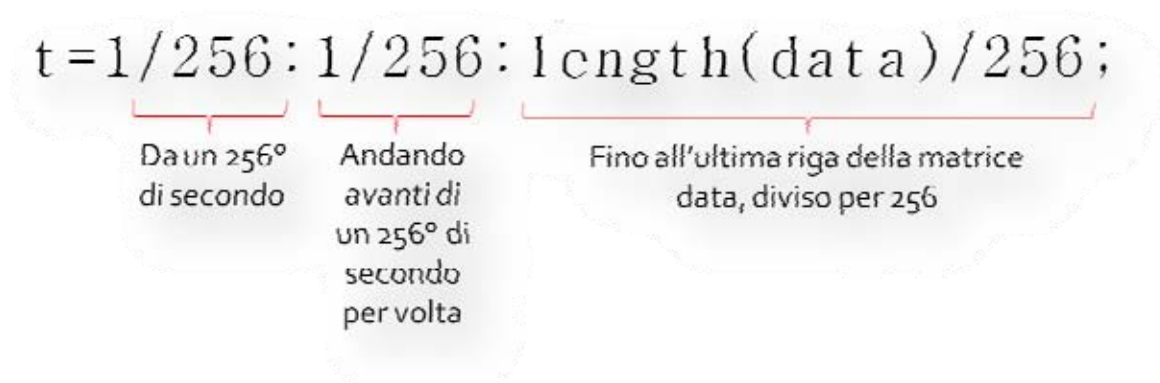 t=1/256:1/256:length(data)/256;
Da un 256° di secondo
Andando avanti di un 256° di secondo per volta
Fino all'ultima riga della matrice data, diviso per 256